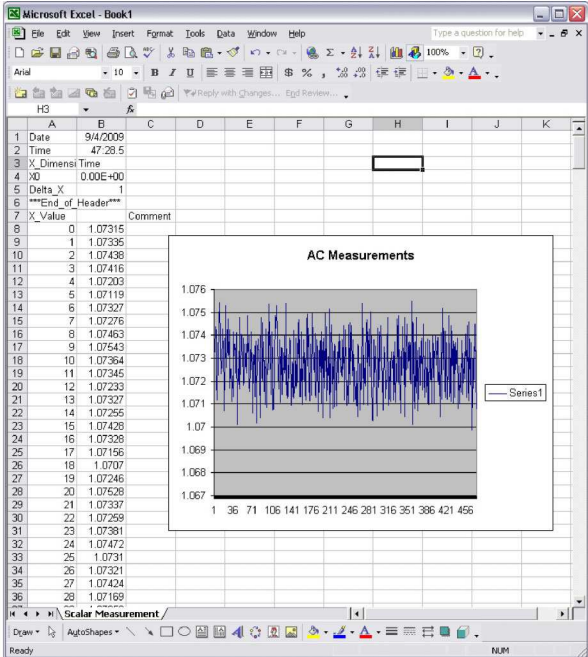 Microsoft Excel - Book1
File Edit View Insert Format Tools Data Window Help
Type a question for help
100%
Arial 10 B I U $ % ,
Reply with Changes... End Review...
H3 fx
A B C D E F G H I J K
1 Date 9/4/2009
2 Time 47:28.5
3 X_Dimensi Time
4 X0 0.00E+00
5 Delta_X 1
6 ***End_of_Header***
7 X_Value Comment
8 0 1.07315
9 1 1.07335
10 2 1.07438
11 3 1.07416
12 4 1.07203
13 5 1.07119
14 6 1.07327
15 7 1.07276
16 8 1.07463
17 9 1.07543
18 10 1.07364
19 11 1.07345
20 12 1.07233
21 13 1.07327
22 14 1.07255
23 15 1.07428
24 16 1.07328
25 17 1.07156
26 18 1.0707
27 19 1.07246
28 20 1.07528
29 21 1.07337
30 22 1.07259
31 23 1.07381
32 24 1.07472
33 25 1.0731
34 26 1.07321
35 27 1.07424
36 28 1.07169
AC Measurements
1.076
1.075
1.074
1.073
1.072
1.071
1.07
1.069
1.068
1.067
1 36 71 106 141 176 211 246 281 316 351 386 421 456
Series1
Scalar Measurement
Draw AutoShapes
Ready NUM